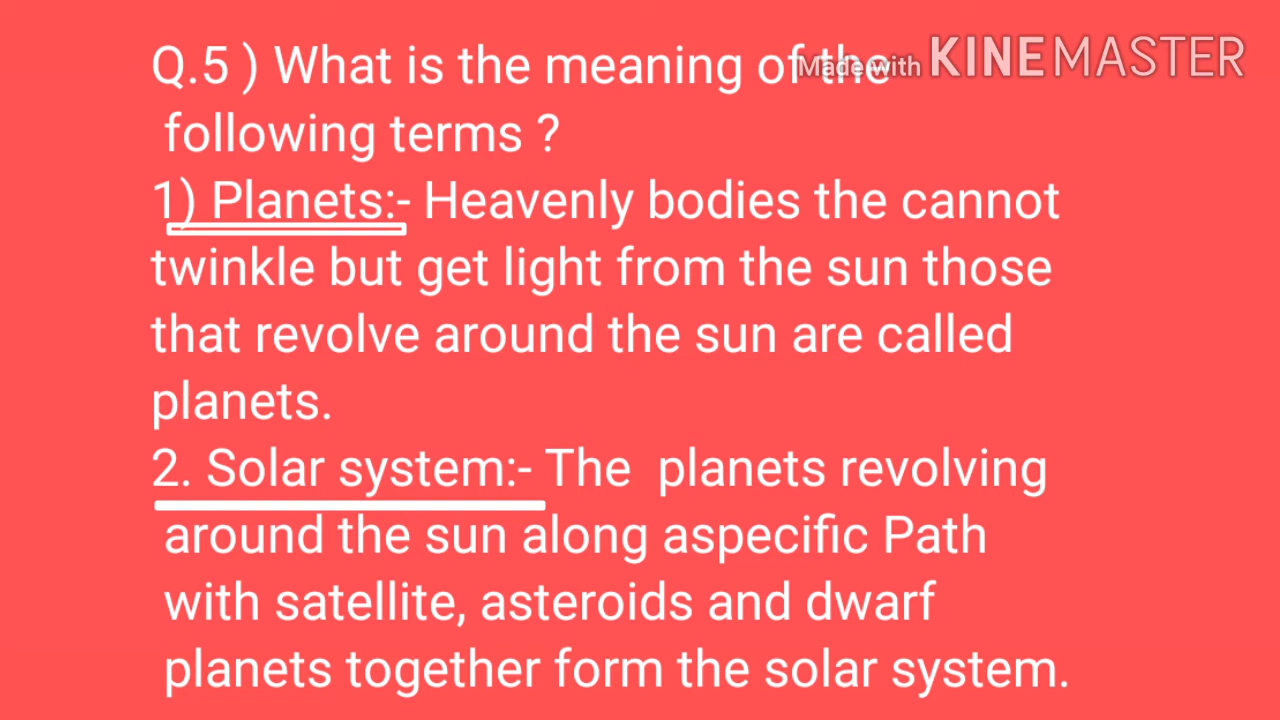 Q.5 ) What is the meaning of the
Made with KINEMASTER
following terms ?
1) Planets:- Heavenly bodies the cannot
twinkle but get light from the sun those
that revolve around the sun are called
planets.
2. Solar system:- The planets revolving
around the sun along aspecific Path
with satellite, asteroids and dwarf
planets together form the solar system.